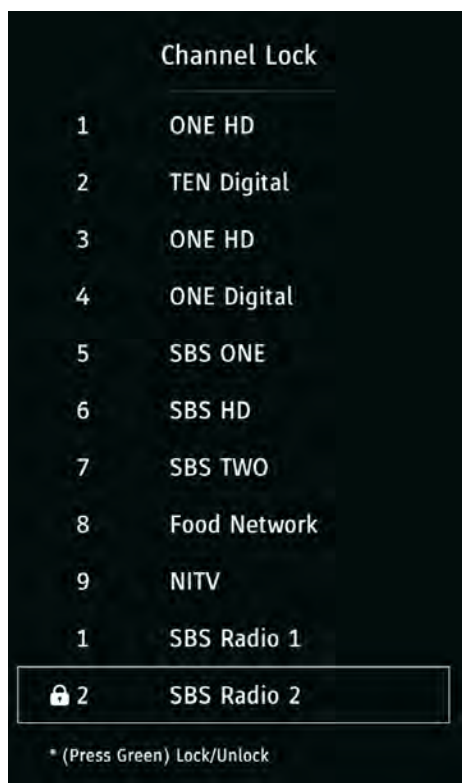 Channel Lock
1 ONE HD
2 TEN Digital
3 ONE HD
4 ONE Digital
5 SBS ONE
6 SBS HD
7 SBS TWO
8 Food Network
9 NITV
1 SBS Radio 1
2 SBS Radio 2
* (Press Green) Lock/Unlock